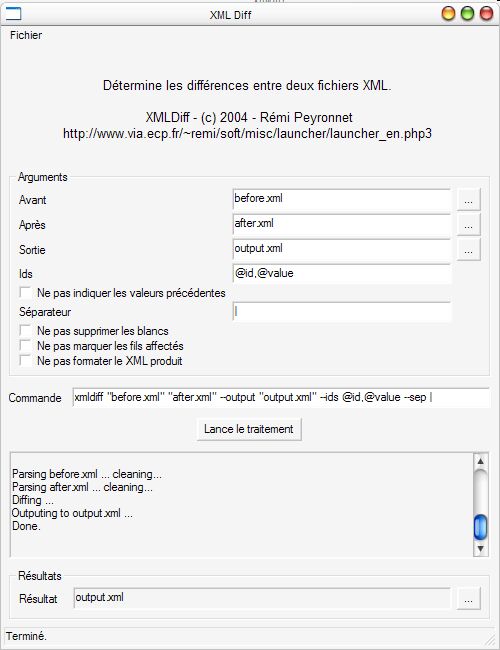 XML Diff
Fichier
Détermine les différences entre deux fichiers XML.
XMLDiff - (c) 2004 - Rémi Peyronnet
http://www.via.ecp.fr/~remi/soft/misc/launcher/launcher_en.php3
Arguments
Avant before.xml ...
Après after.xml ...
Sortie output.xml ...
Ids @id,@value
Ne pas indiquer les valeurs précédentes
Séparateur |
Ne pas supprimer les blancs
Ne pas marquer les fils affectés
Ne pas formater le XML produit
Commande xmldiff "before.xml" "after.xml" --output "output.xml" --ids @id,@value --sep |
Lance le traitement
Parsing before.xml ... cleaning...
Parsing after.xml ... cleaning...
Diffing ...
Outputing to output.xml ...
Done.
Résultats
Résultat output.xml ...
Terminé.